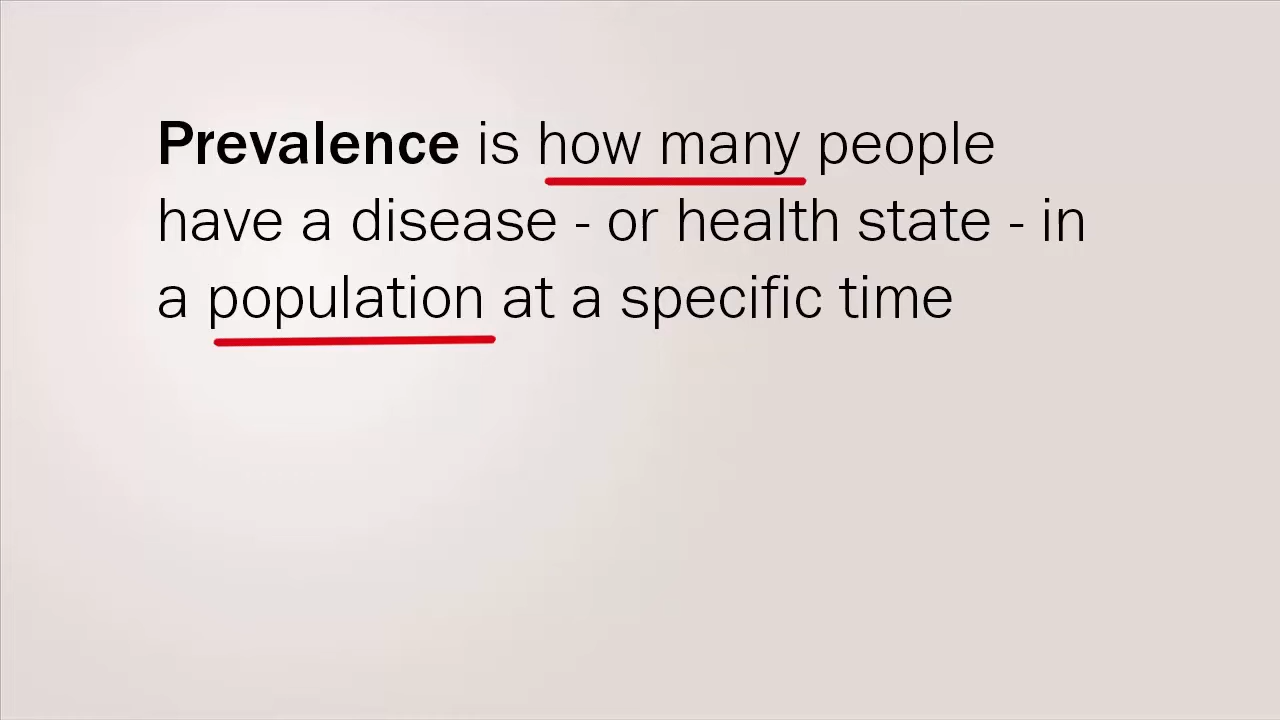 Prevalence is how many people
have a disease - or health state - in
a population at a specific time